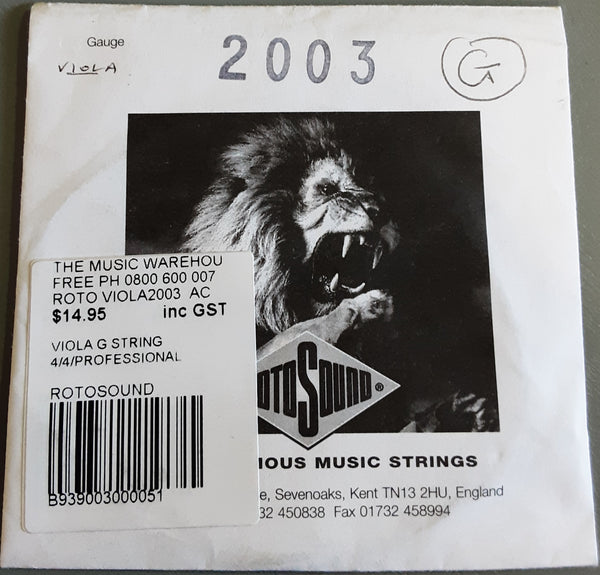 Gauge
2003
VIOLA
G
THE MUSIC WAREHOU
FREE PH 0800 600 007
ROTO VIOLA2003 AC
$14.95 inc GST
VIOLA G STRING
4/4/PROFESSIONAL
ROTOSOUND
B939003000051
OTOSOUND ®
IOUS MUSIC STRINGS
e, Sevenoaks, Kent TN13 2HU, England
32 450838 Fax 01732 458994